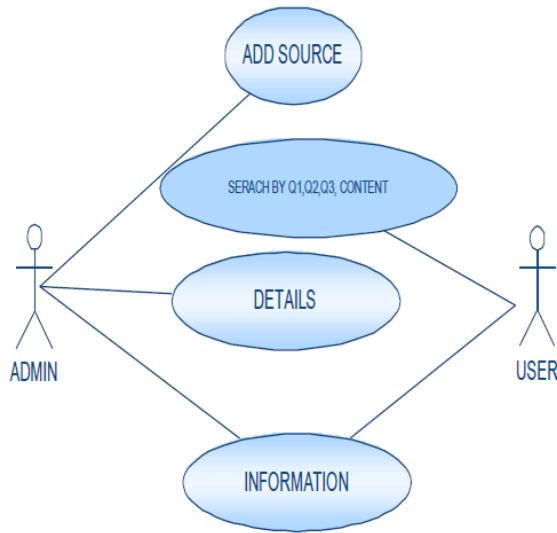 ADD SOURCE
SERACH BY Q1,Q2,Q3, CONTENT
DETAILS
ADMIN
USER
INFORMATION